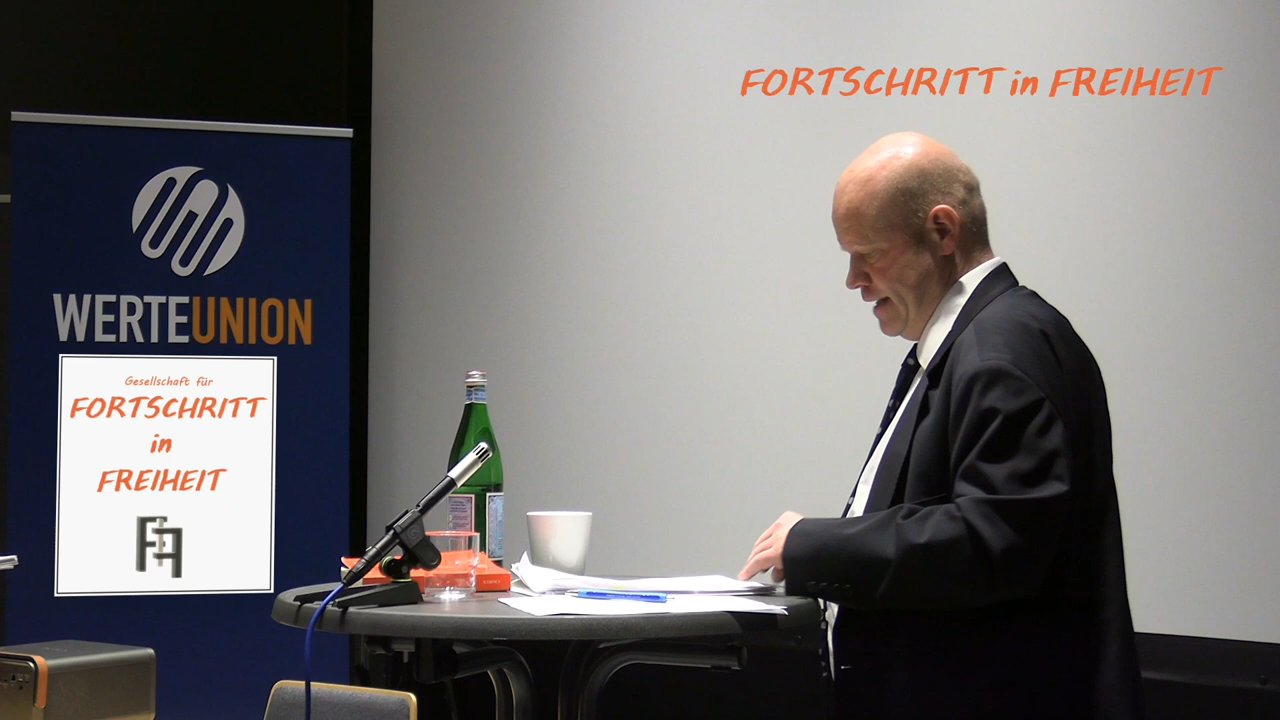 FORTSCHRITT in FREIHEIT
WERTEUNION
Gesellschaft für
FORTSCHRITT
in
FREIHEIT